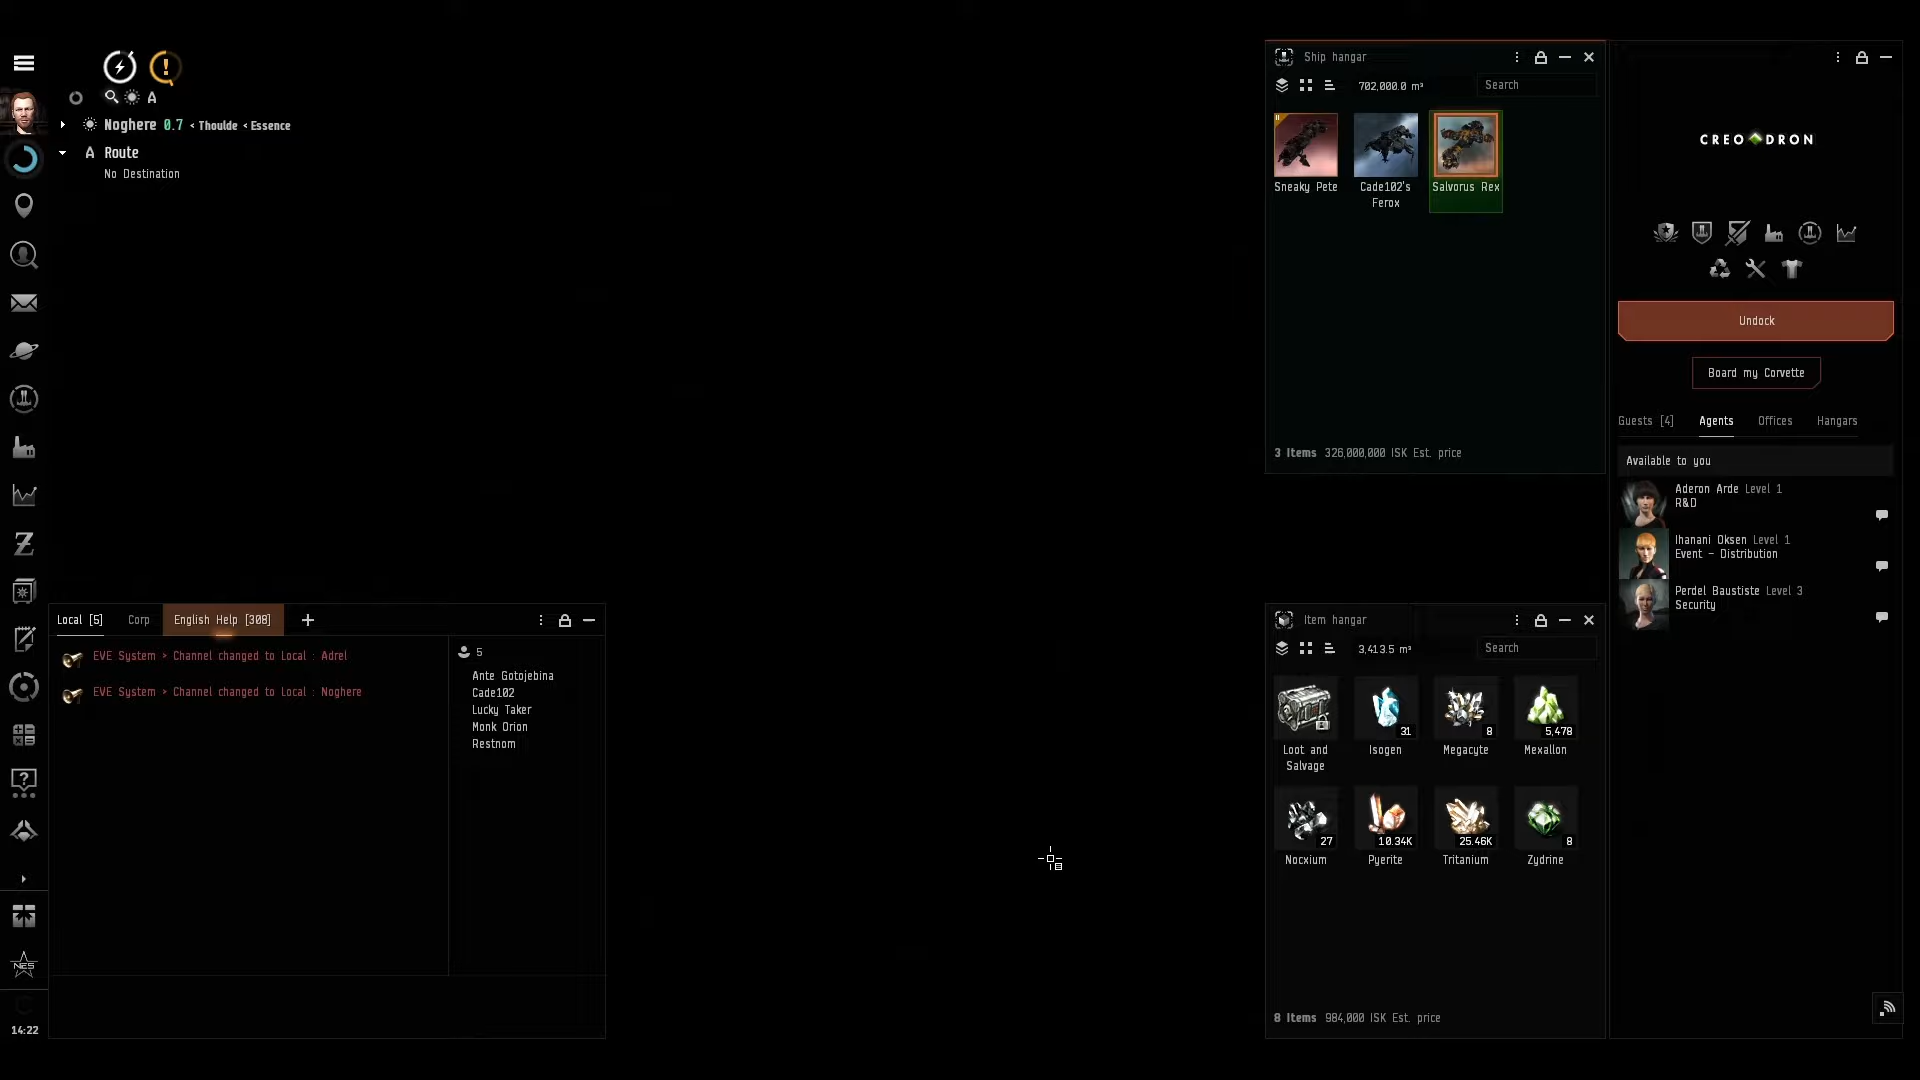 Noghere 0.7 < Thoulde < Essence
A Route
No Destination
Ship hangar
702,000.0 m³
Search
II
Sneaky Pete
Cade102's
Ferox
Salvorus Rex
3 Items 326,000,000 ISK Est. price
CREODRON
Undock
Board my Corvette
Guests [4] Agents Offices Hangars
Available to you
Aderon Arde Level 1
R&D
Ihanani Oksen Level 1
Event - Distribution
Perdel Baustiste Level 3
Security
Local [5] Corp English Help [308] +
EVE System > Channel changed to Local : Adrel
EVE System > Channel changed to Local : Noghere
5
Ante Gotojebina
Cade102
Lucky Taker
Monk Orion
Restnom
Item hangar
3,413.5 m³
Search
31 8 5,478
Loot and
Salvage
Isogen
Megacyte
Mexallon
27 10.34K 25.46K 8
Nocxium
Pyerite
Tritanium
Zydrine
8 Items 984,000 ISK Est. price
NES
14:22